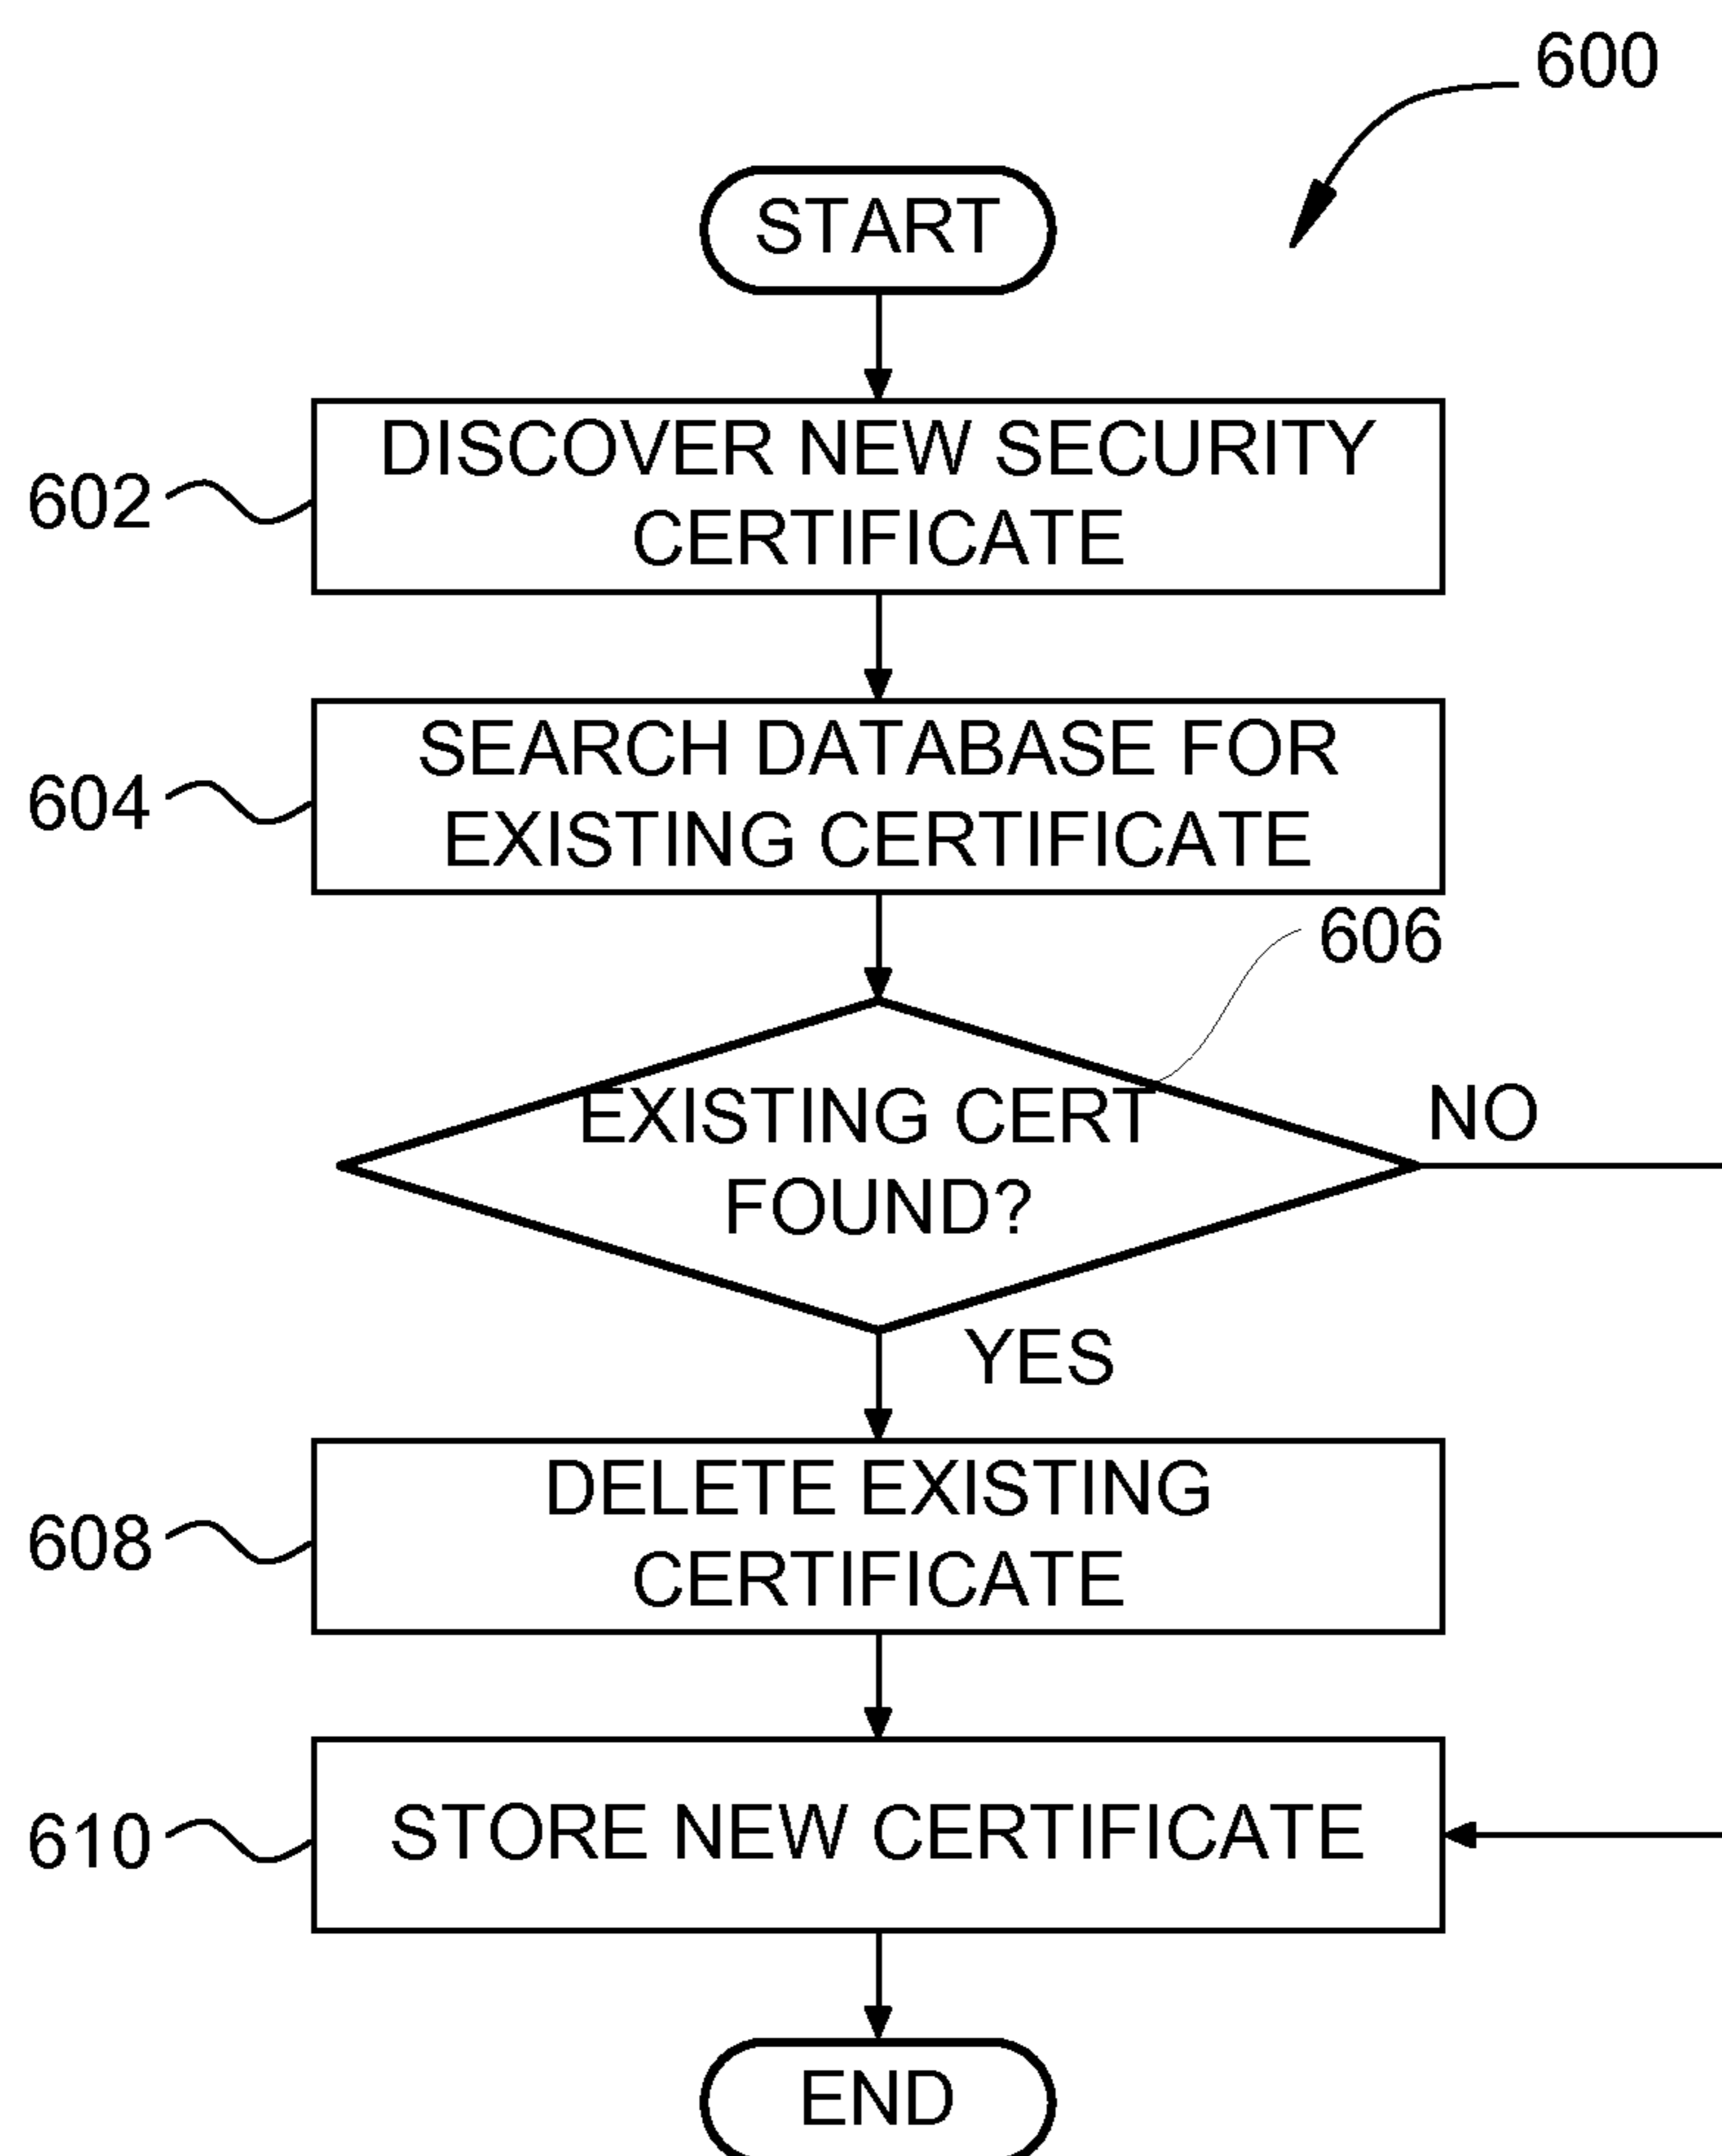 600
START
DISCOVER NEW SECURITY
CERTIFICATE
602
SEARCH DATABASE FOR
EXISTING CERTIFICATE
604
606
EXISTING CERT
FOUND?
NO
YES
DELETE EXISTING
CERTIFICATE
608
STORE NEW CERTIFICATE
610
END